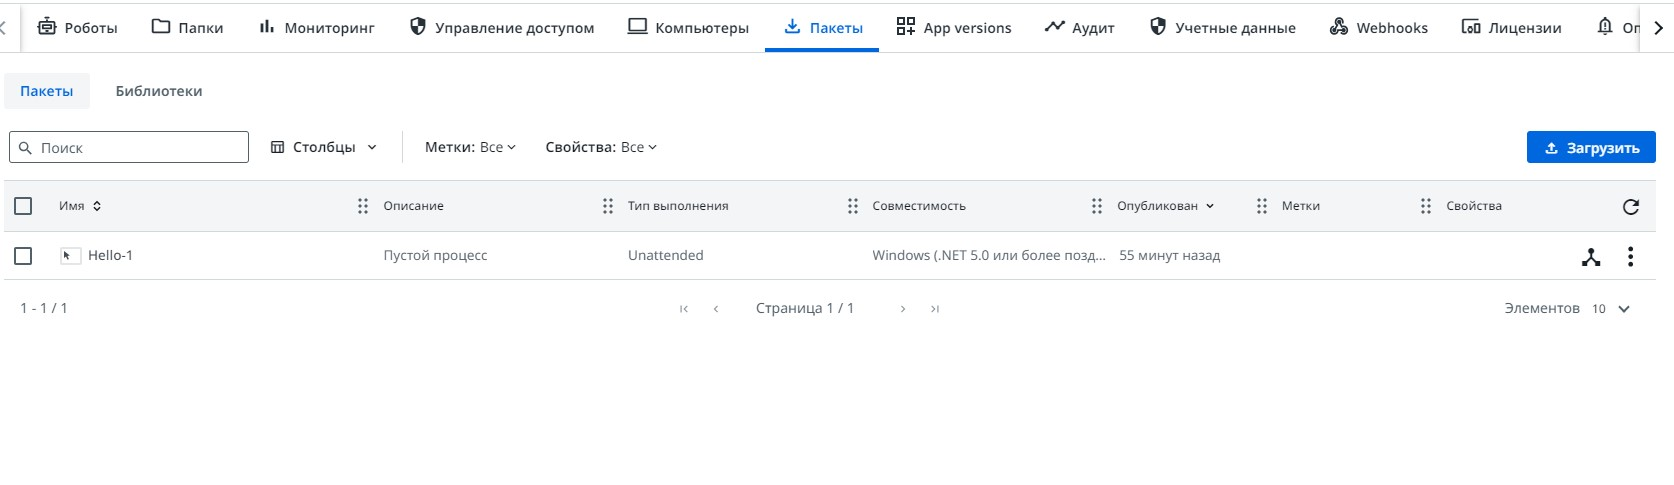 Роботы Папки Мониторинг Управление доступом Компьютеры Пакеты App versions Аудит Учетные данные Webhooks Лицензии
Пакеты Библиотеки
Поиск Столбцы Метки: Все Свойства: Все Загрузить
Имя Описание Тип выполнения Совместимость Опубликован Метки Свойства
Hello-1 Пустой процесс Unattended Windows (.NET 5.0 или более позд... 55 минут назад
1 - 1 / 1 Страница 1 / 1 Элементов 10